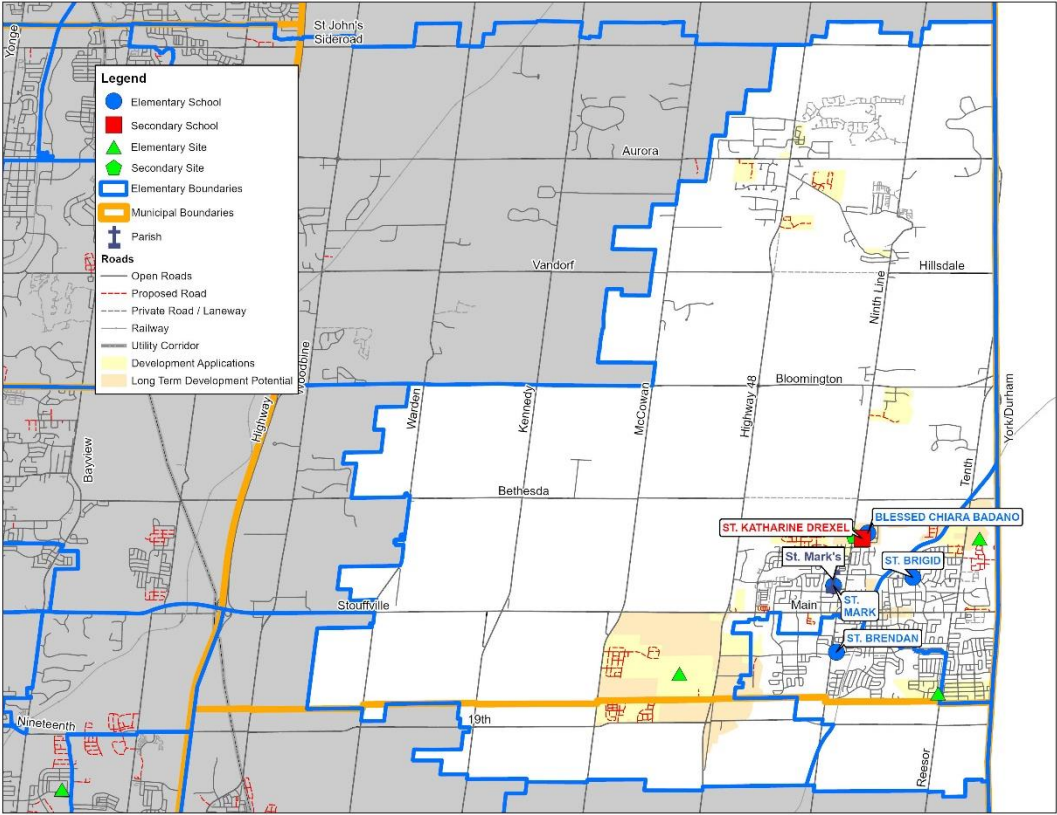 Yonge
St John's
Sideroad
Legend
Elementary School
Secondary School
Elementary Site
Secondary Site
Elementary Boundaries
Municipal Boundaries
Parish
Roads
Open Roads
Proposed Road
Private Road / Laneway
Railway
Utility Corridor
Development Applications
Long Term Development Potential
Aurora
Vandorf
Hillsdale
Ninth Line
Bloomington
Woodbine
Highway
Warden
Kennedy
McCowan
Highway 48
York/Durham
Bayview
Tenth
Bethesda
BLESSED CHIARA BADANO
ST. KATHARINE DREXEL
St. Mark's
ST. BRIGID
Stouffville
Main
ST.
MARK
ST. BRENDAN
Nineteenth
19th
Reesor